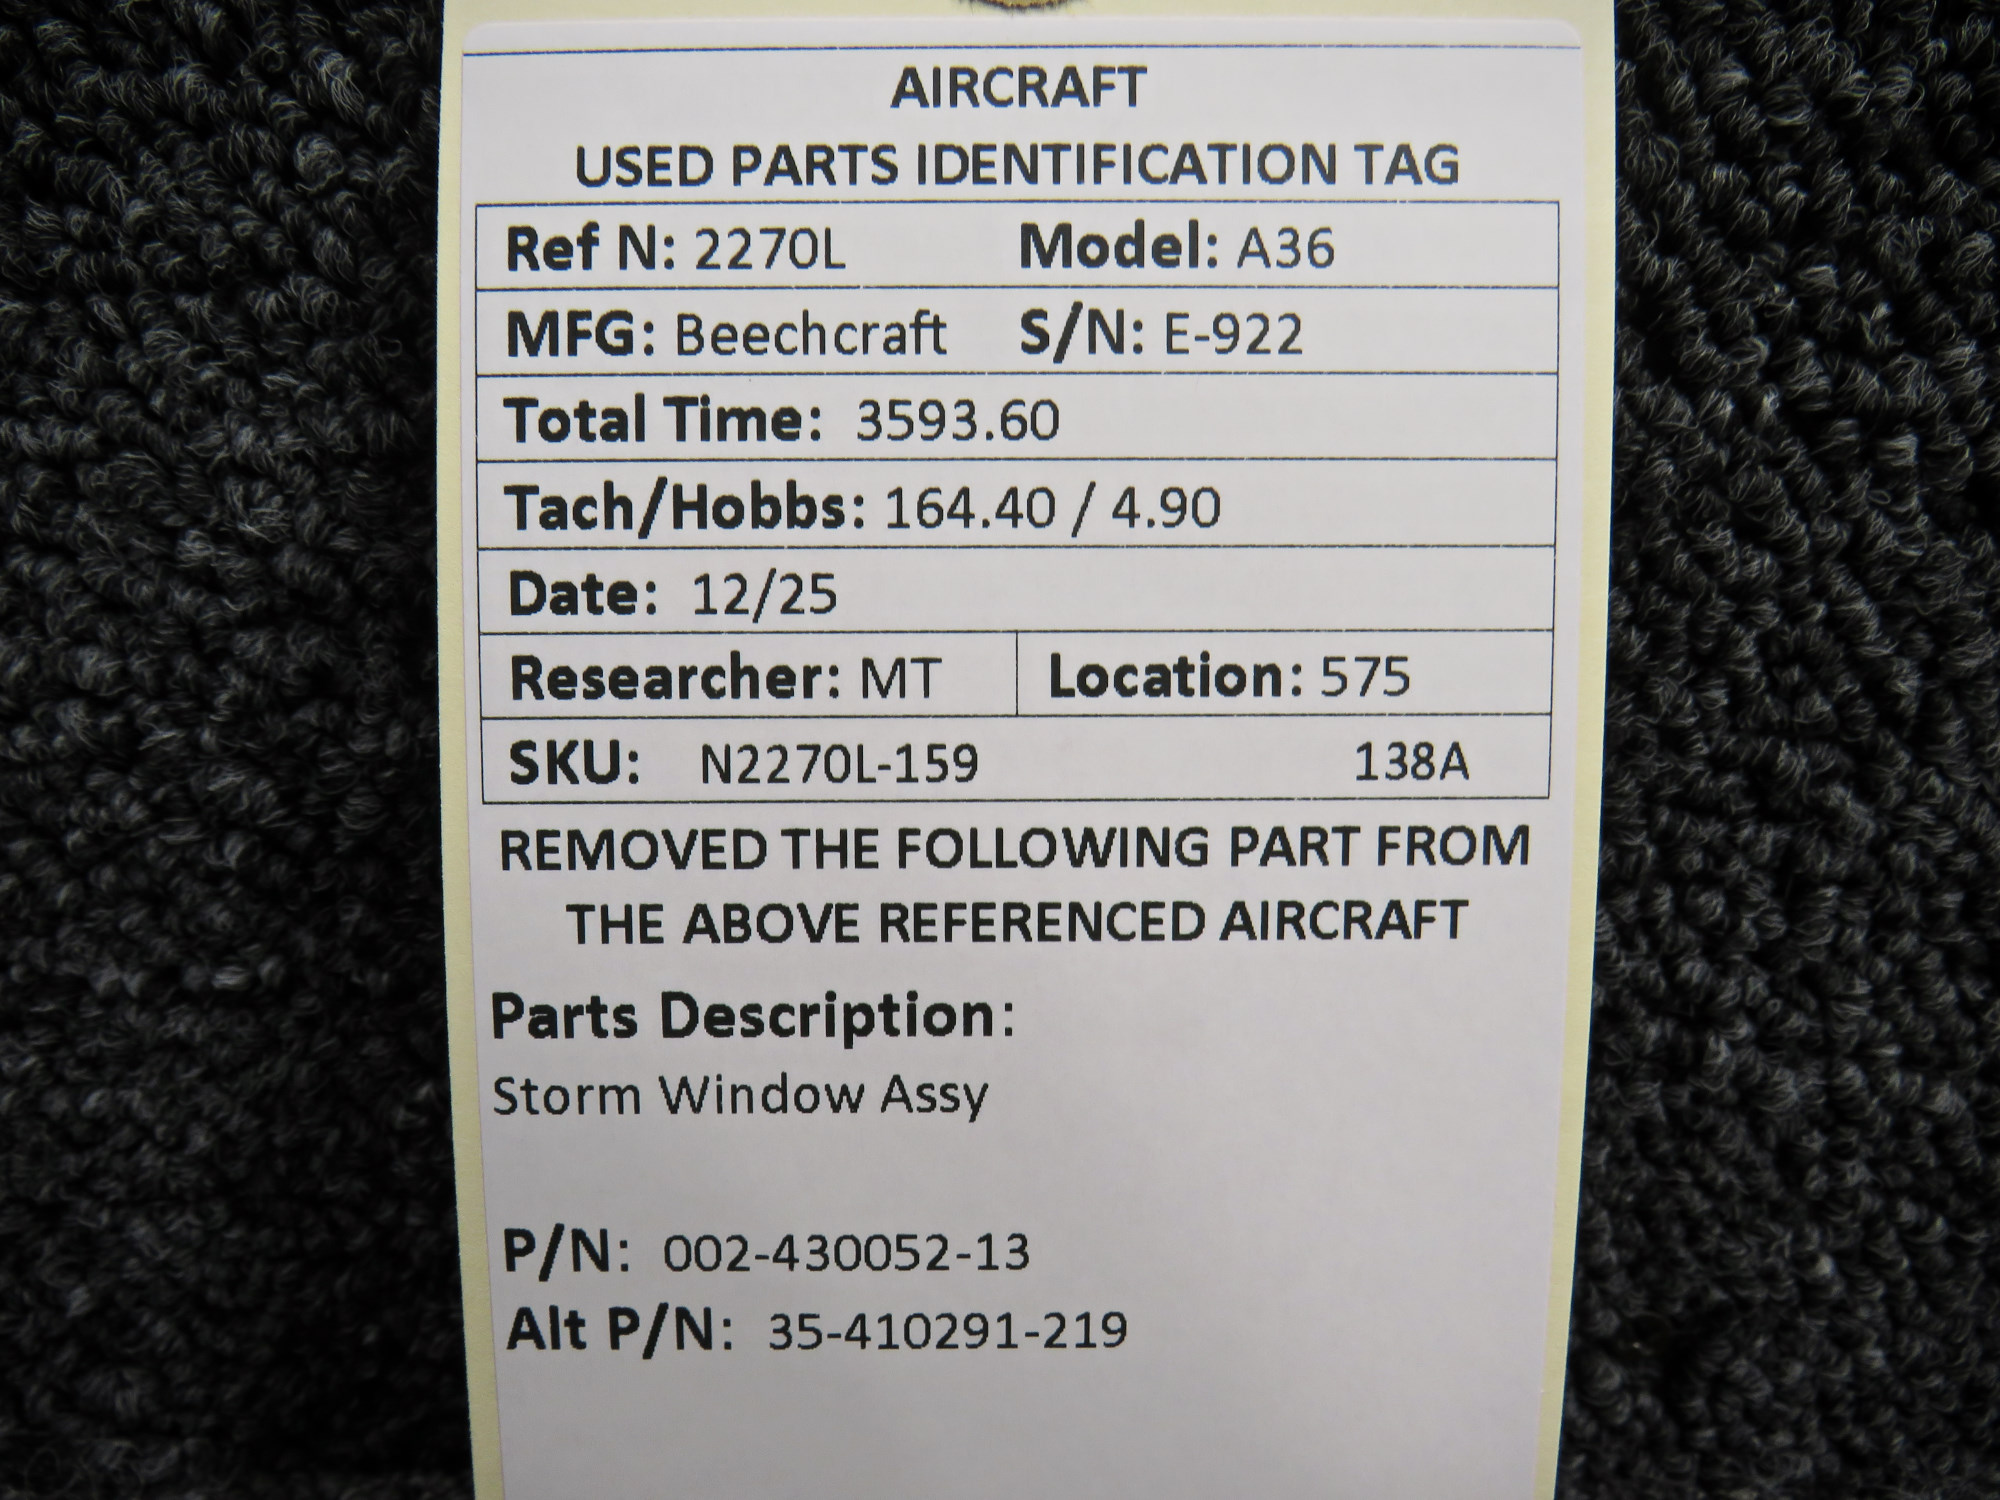 AIRCRAFT
USED PARTS IDENTIFICATION TAG
Ref N: 2270L Model: A36
MFG: Beechcraft S/N: E-922
Total Time: 3593.60
Tach/Hobbs: 164.40 / 4.90
Date: 12/25
Researcher: MT Location: 575
SKU: N2270L-159 138A
REMOVED THE FOLLOWING PART FROM
THE ABOVE REFERENCED AIRCRAFT
Parts Description:
Storm Window Assy
P/N: 002-430052-13
Alt P/N: 35-410291-219